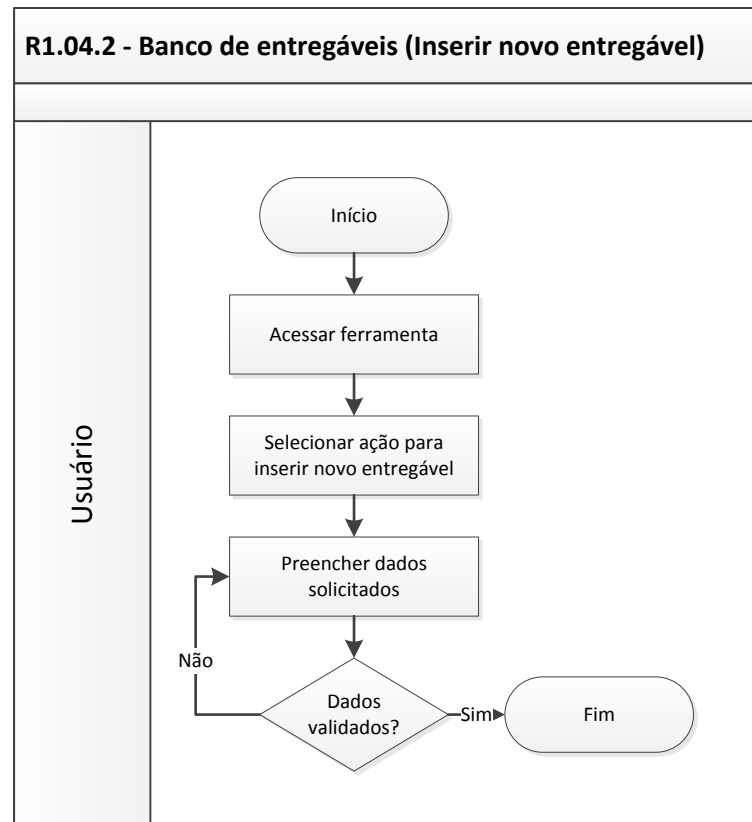 R1.04.2 - Banco de entregáveis (Inserir novo entregável)
Usuário
Início
Acessar ferramenta
Selecionar ação para
inserir novo entregável
Preencher dados
solicitados
Não
Dados
validados?
Sim
Fim